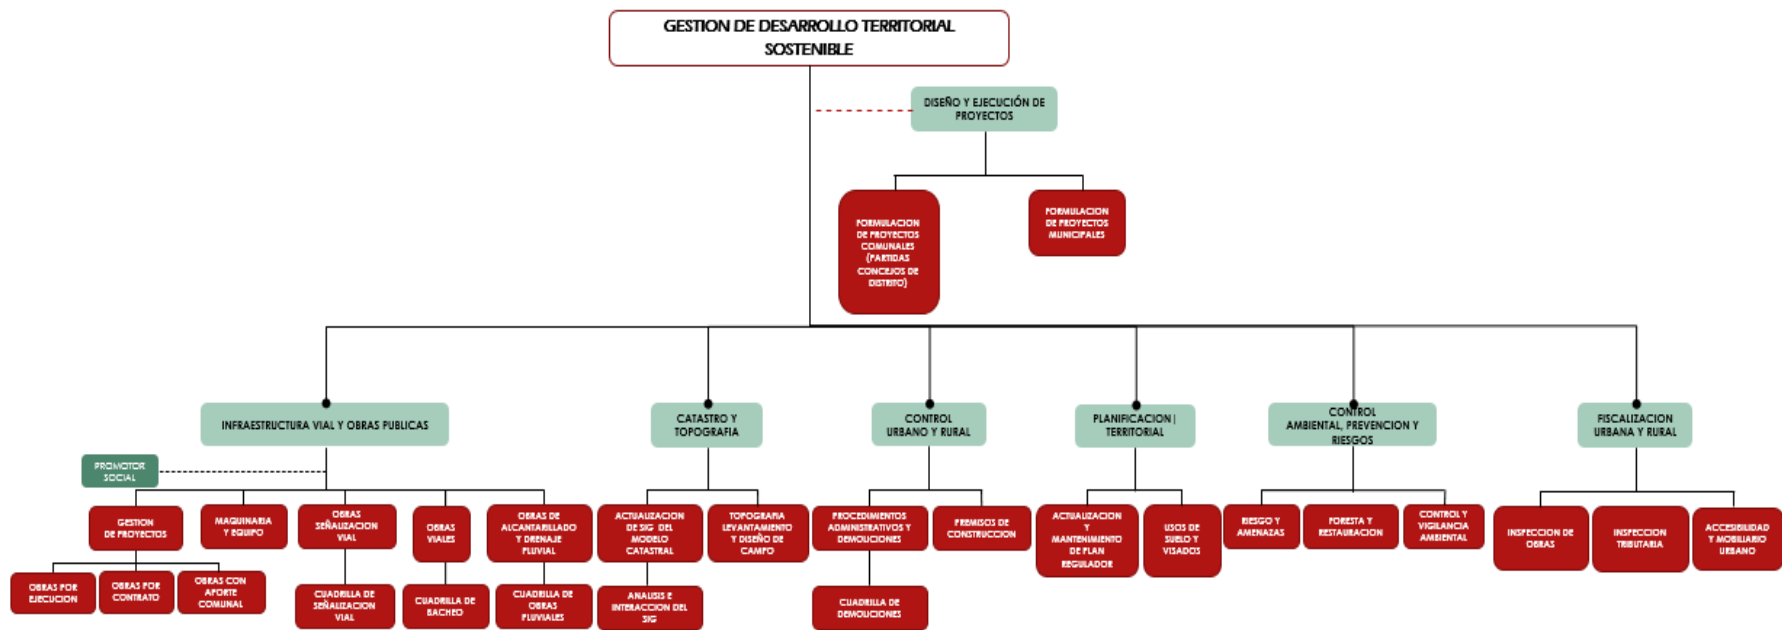 GESTION DE DESARROLLO TERRITORIAL
SOSTENIBLE
DISEÑO Y EJECUCIÓN DE
PROYECTOS
FORMULACION
DE PROYECTOS
COMUNALES
(PARTIDAS
CONCEJOS DE
DISTRITO)
FORMULACION
DE PROYECTOS
MUNICIPALES
INFRAESTRUCTURA VIAL Y OBRAS PUBLICAS
CATASTRO Y
TOPOGRAFIA
CONTROL
URBANO Y RURAL
PLANIFICACION|
TERRITORIAL
CONTROL
AMBIENTAL, PREVENCION Y
RIESGOS
FISCALIZACION
URBANA Y RURAL
PROMOTOR
SOCIAL
GESTION
DE PROYECTOS
MAQUINARIA
Y EQUIPO
OBRAS
SEÑALIZACION
VIAL
OBRAS
VIALES
OBRAS DE
ALCANTARILLADO
Y DRENAJE
PLUVIAL
ACTUALIZACION
DE SIG DEL
MODELO
CATASTRAL
TOPOGRAFIA
LEVANTAMIENTO
Y DISEÑO DE
CAMPO
PROCEDIMENTOS
ADMINISTRATIVOS Y
DEMOLICIONES
PREMISOS DE
CONSTRUCCION
ACTUALIZACION
Y
MANTENIMIENTO
DE PLAN
REGULADOR
USOS DE
SUELO Y
VISADOS
RIESGO Y
AMENAZAS
FORESTA Y
RESTAURACION
CONTROL Y
VIGILANCIA
AMBIENTAL
INSPECCION DE
OBRAS
INSPECCION
TRIBUTARIA
ACCESIBILIDAD
Y MOBILIARIO
URBANO
OBRAS POR
EJECUCION
OBRAS POR
CONTRATO
OBRAS CON
APORTE
COMUNAL
CUADRILLA DE
SEÑALIZACION
VIAL
CUADRILLA DE
BACHEO
CUADRILLA DE
OBRAS
PLUVIALES
ANALISIS E
INTERACCION DEL
SIG
CUADRILLA DE
DEMOLICIONES